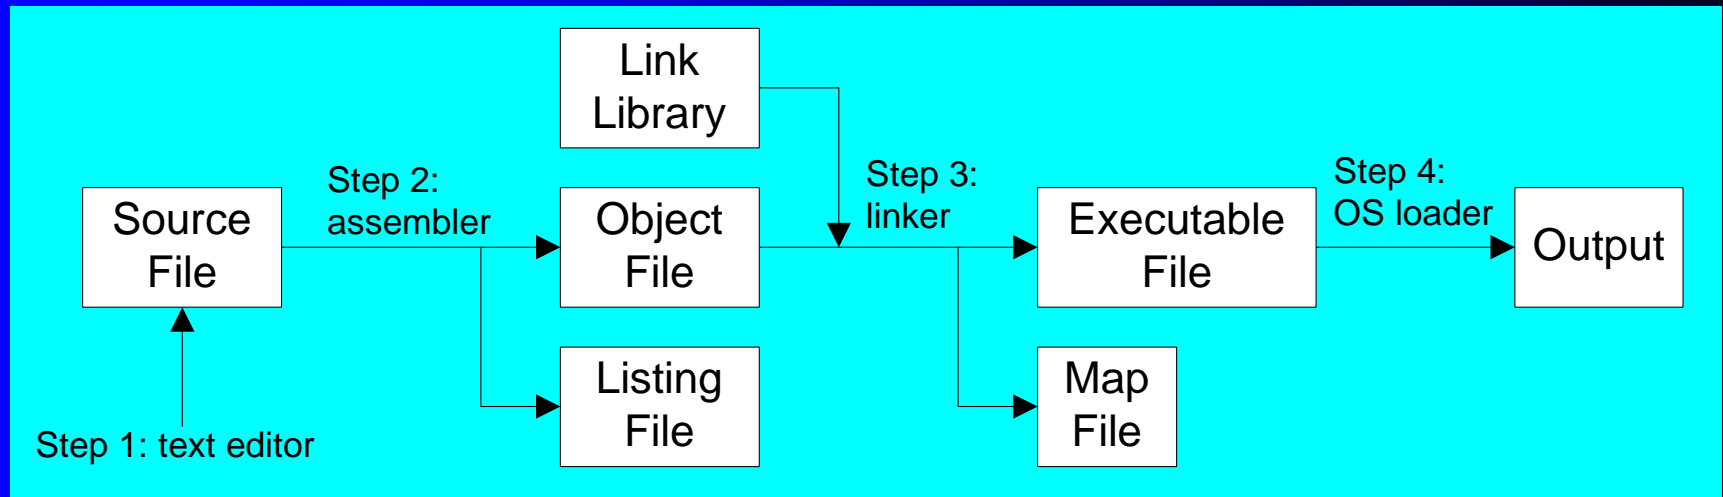 Link
Library
Step 2:
assembler
Step 3:
linker
Step 4:
OS loader
Source
File
Object
File
Executable
File
Output
Listing
File
Map
File
Step 1: text editor